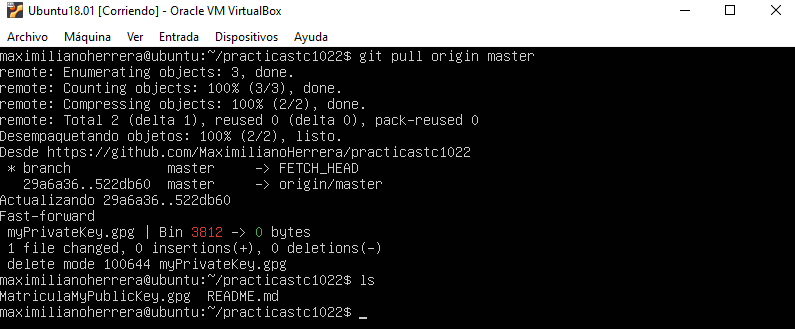 Ubuntu18.01 [Corriendo] - Oracle VM VirtualBox
Archivo Máquina Ver Entrada Dispositivos Ayuda
maximilianoherrera@ubuntu:~/practicastc1022$ git pull origin master
remote: Enumerating objects: 3, done.
remote: Counting objects: 100% (3/3), done.
remote: Compressing objects: 100% (2/2), done.
remote: Total 2 (delta 1), reused 0 (delta 0), pack-reused 0
Desempaquetando objetos: 100% (2/2), listo.
Desde https://github.com/MaximilianoHerrera/practicastc1022
 * branch            master     -> FETCH_HEAD
   29a6a36..522db60  master     -> origin/master
Actualizando 29a6a36..522db60
Fast-forward
 myPrivateKey.gpg | Bin 3812 -> 0 bytes
 1 file changed, 0 insertions(+), 0 deletions(-)
 delete mode 100644 myPrivateKey.gpg
maximilianoherrera@ubuntu:~/practicastc1022$ ls
MatriculaMyPublicKey.gpg  README.md
maximilianoherrera@ubuntu:~/practicastc1022$ _